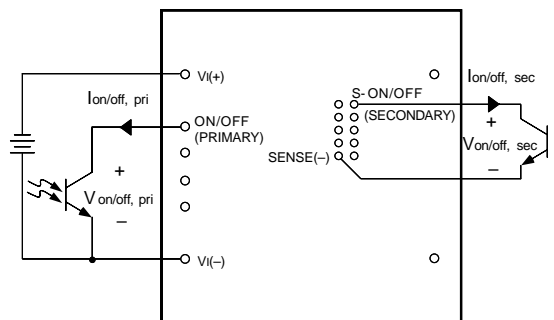 VI(+)
Ion/off, pri
Ion/off, sec
S- ON/OFF
ON/OFF
(PRIMARY)
(SECONDARY)
+
+
SENSE(–)
Von/off, sec
Von/off, pri
–
–
VI(–)